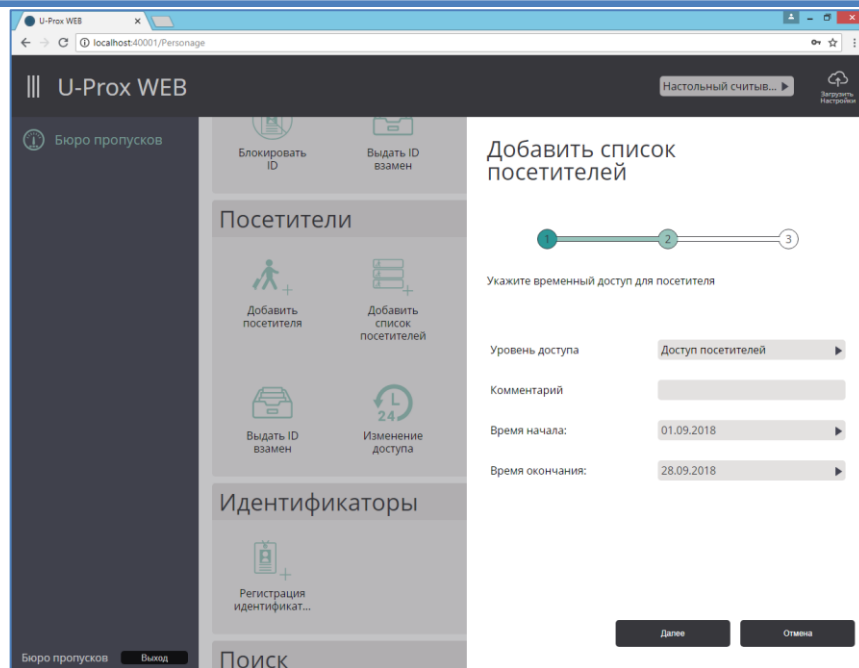 U-Prox WEB
localhost:40001/Personage
U-Prox WEB
Настольный считыв...
Загрузить
Настройки
Бюро пропусков
Блокировать
ID
Выдать ID
взамен
Посетители
Добавить
посетителя
Добавить
список
посетителей
24
Выдать ID
взамен
Изменение
доступа
Идентификаторы
Регистрация
идентификат...
Поиск
Добавить список
посетителей
1
2
3
Укажите временный доступ для посетителя
Уровень доступа
Доступ посетителей
Комментарий
Время начала:
01.09.2018
Время окончания:
28.09.2018
Далее
Отмена
Бюро пропусков
Выход